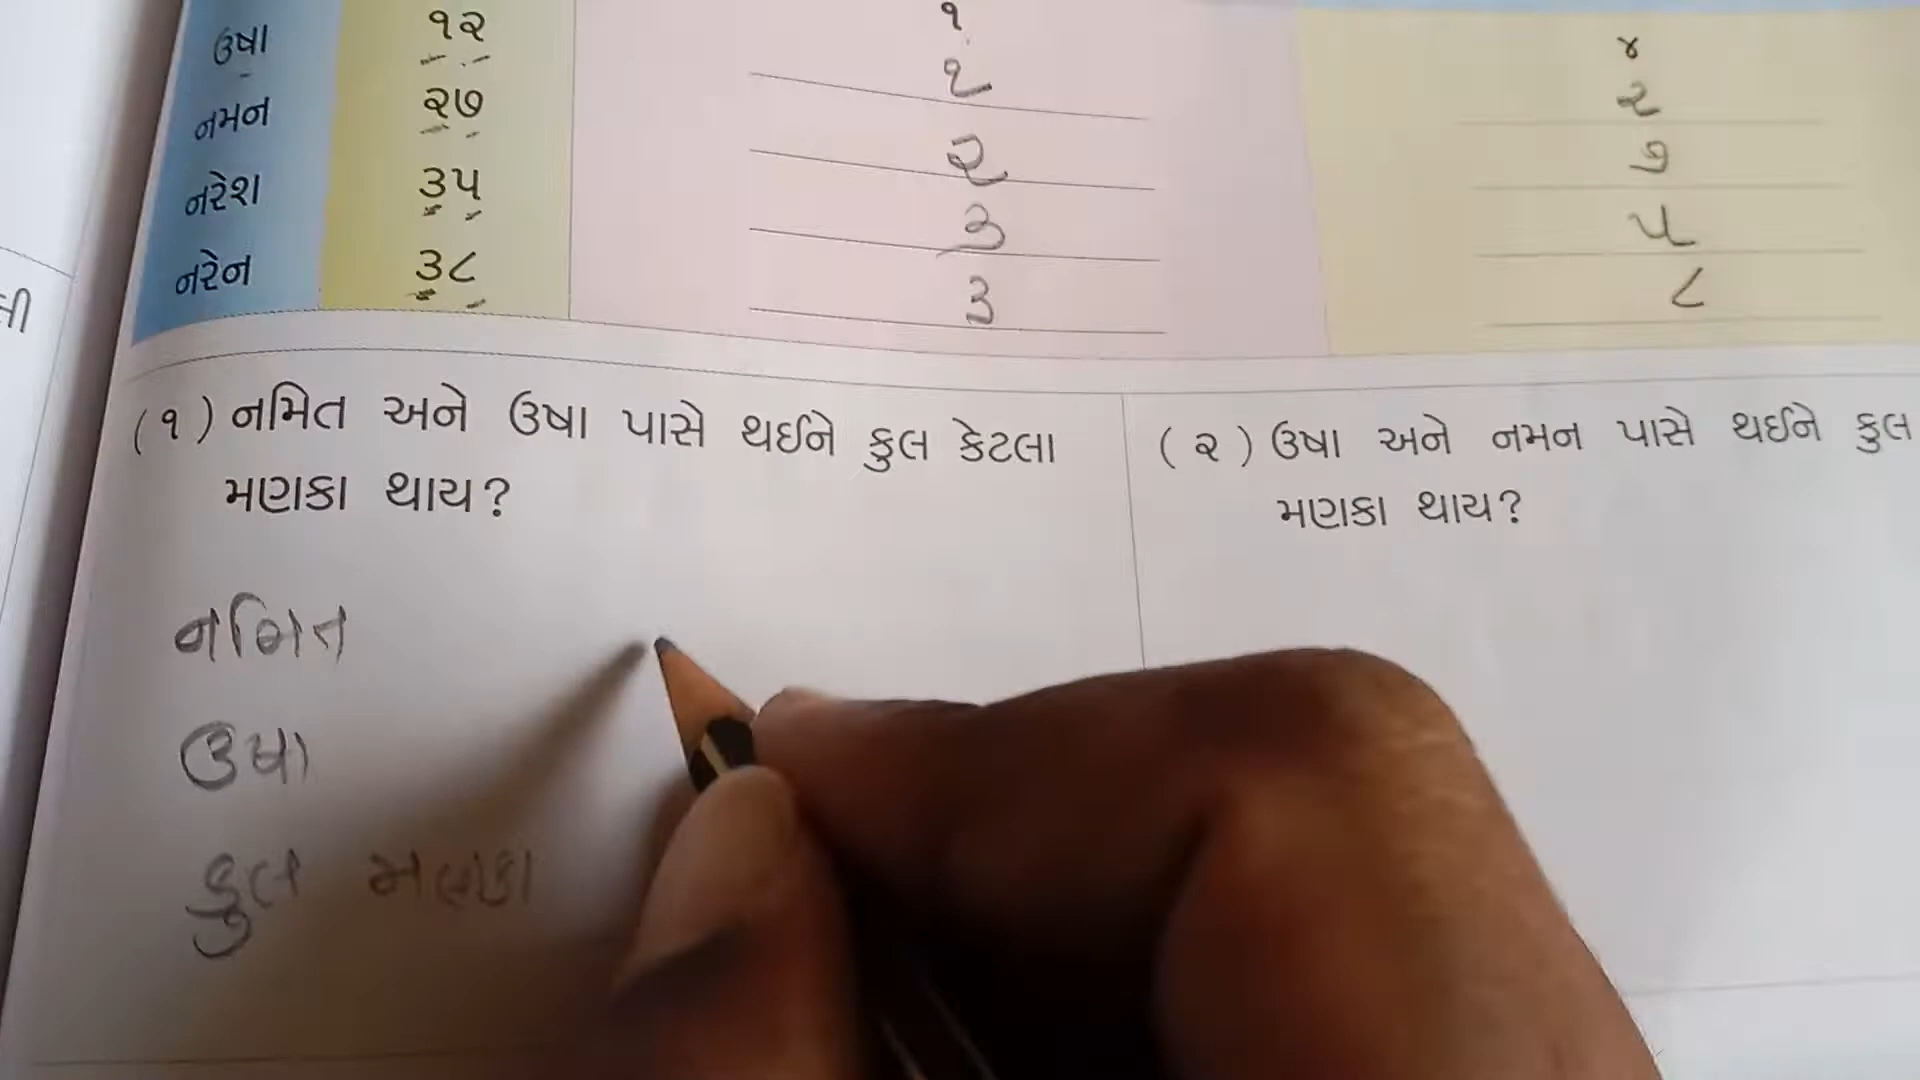 ૧ ૪
ઉષા ૧૨ ૧ ૨
નમન ૨૭ ૨ ૭
નરેશ ૩૫ ૩ ૫
નરેન ૩૮ ૩ ૮
(૧) નમિત અને ઉષા પાસે થઈને કુલ કેટલા
મણકા થાય?
(૨) ઉષા અને નમન પાસે થઈને કુલ
મણકા થાય?
નમિત
ઉષા
કુલ મણકા